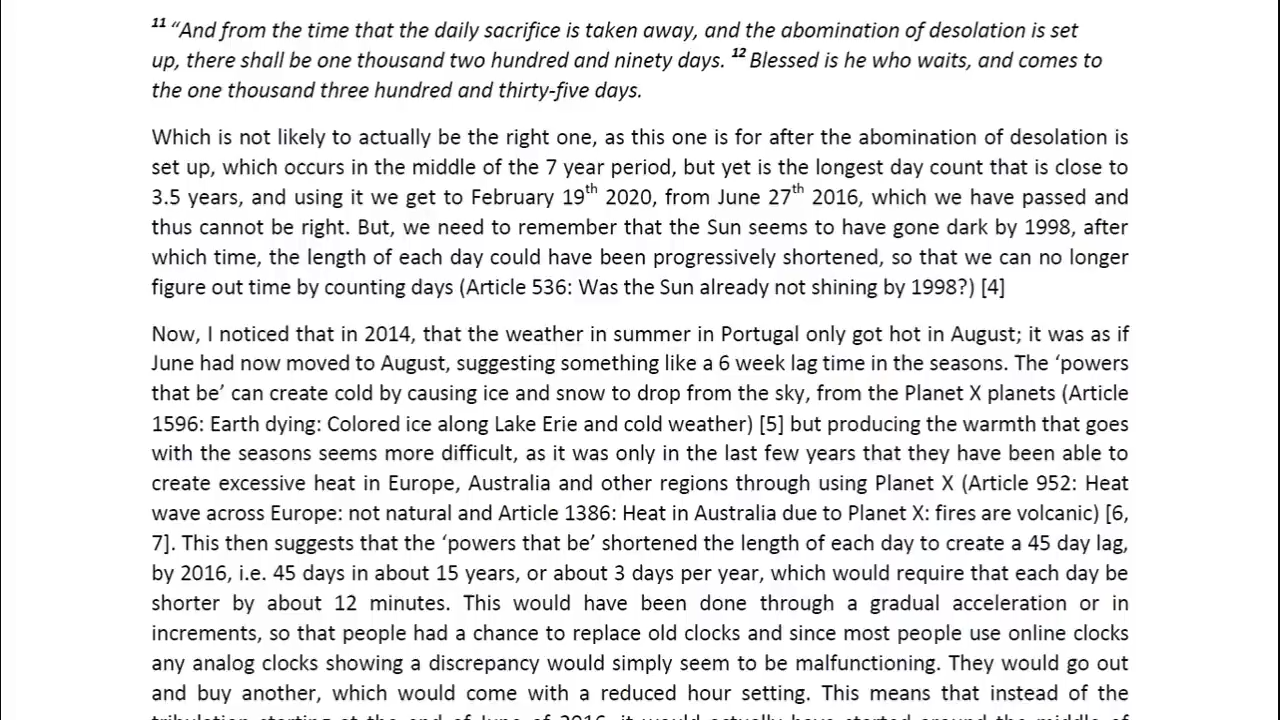 11 “And from the time that the daily sacrifice is taken away, and the abomination of desolation is set
up, there shall be one thousand two hundred and ninety days. 12 Blessed is he who waits, and comes to
the one thousand three hundred and thirty-five days.
Which is not likely to actually be the right one, as this one is for after the abomination of desolation is
set up, which occurs in the middle of the 7 year period, but yet is the longest day count that is close to
3.5 years, and using it we get to February 19th 2020, from June 27th 2016, which we have passed and
thus cannot be right. But, we need to remember that the Sun seems to have gone dark by 1998, after
which time, the length of each day could have been progressively shortened, so that we can no longer
figure out time by counting days (Article 536: Was the Sun already not shining by 1998?) [4]
Now, I noticed that in 2014, that the weather in summer in Portugal only got hot in August; it was as if
June had now moved to August, suggesting something like a 6 week lag time in the seasons. The ‘powers
that be’ can create cold by causing ice and snow to drop from the sky, from the Planet X planets (Article
1596: Earth dying: Colored ice along Lake Erie and cold weather) [5] but producing the warmth that goes
with the seasons seems more difficult, as it was only in the last few years that they have been able to
create excessive heat in Europe, Australia and other regions through using Planet X (Article 952: Heat
wave across Europe: not natural and Article 1386: Heat in Australia due to Planet X: fires are volcanic) [6,
7]. This then suggests that the ‘powers that be’ shortened the length of each day to create a 45 day lag,
by 2016, i.e. 45 days in about 15 years, or about 3 days per year, which would require that each day be
shorter by about 12 minutes. This would have been done through a gradual acceleration or in
increments, so that people had a chance to replace old clocks and since most people use online clocks
any analog clocks showing a discrepancy would simply seem to be malfunctioning. They would go out
and buy another, which would come with a reduced hour setting. This means that instead of the
tribulation starting at the end of June of 2016, it would actually have started around the middle of